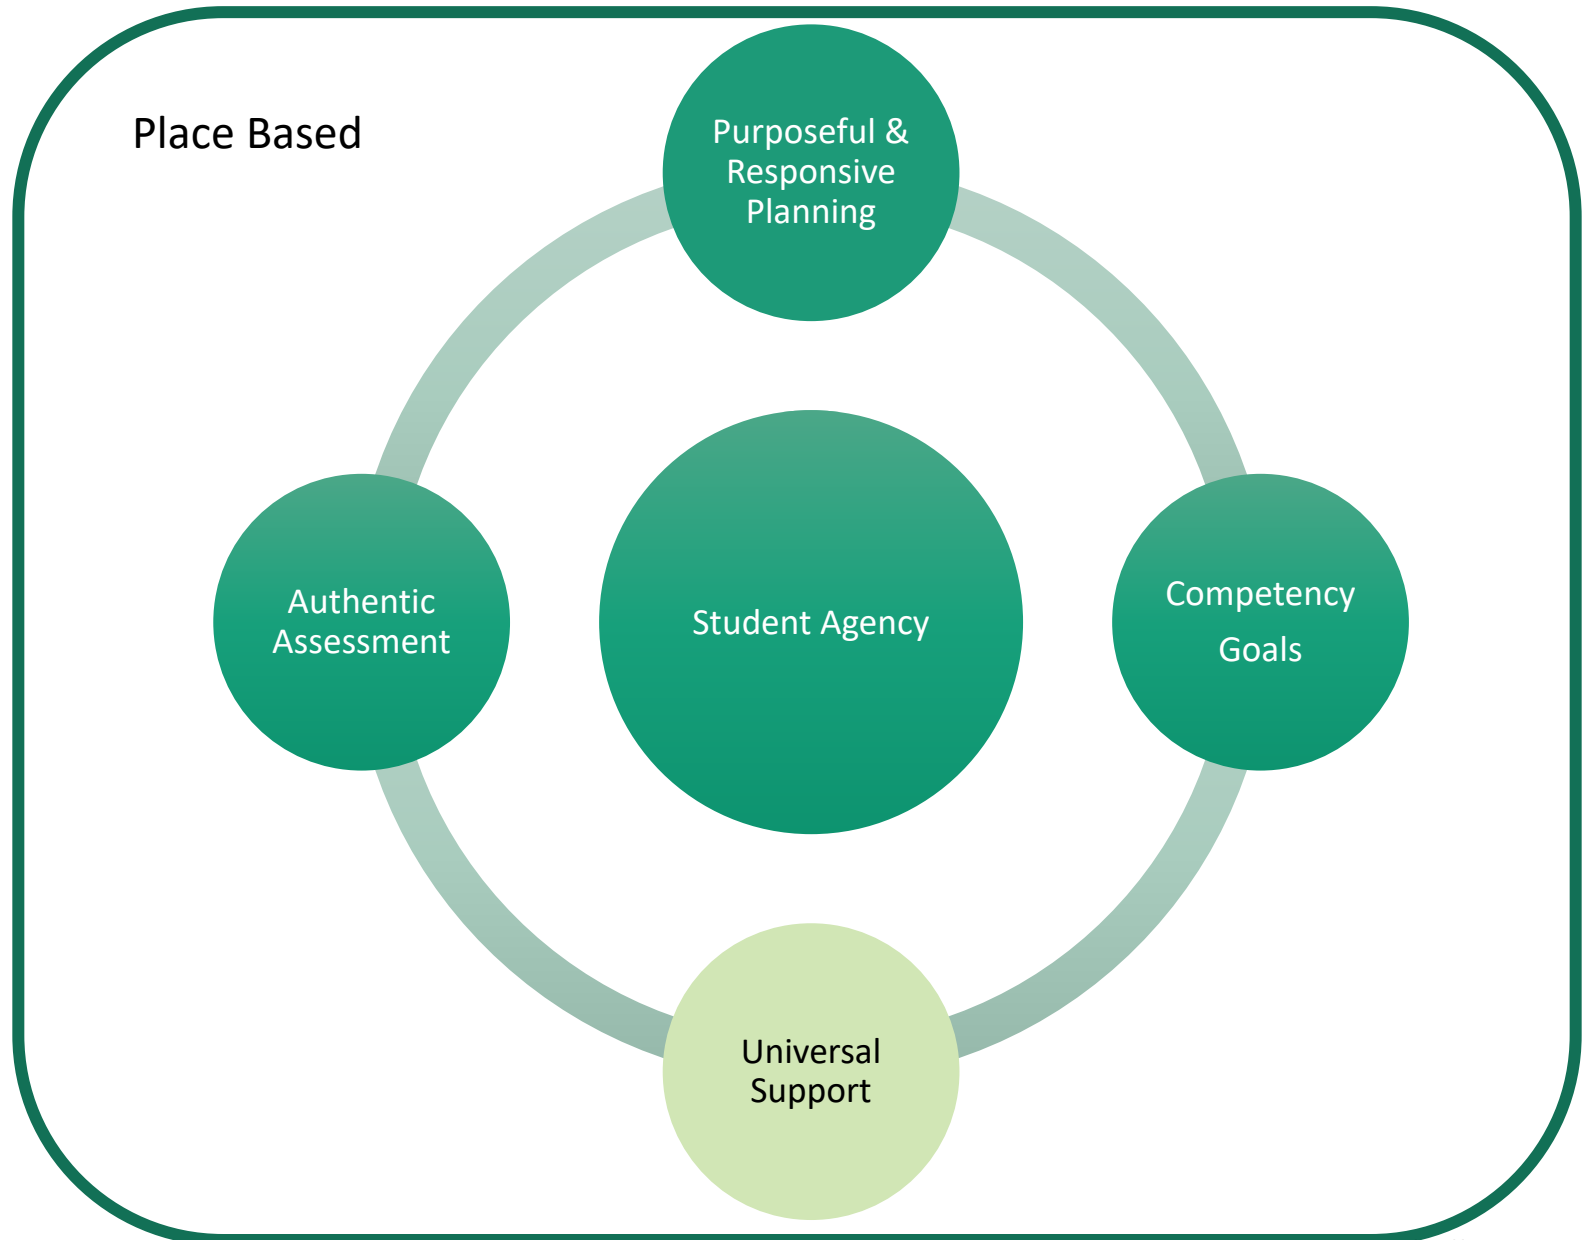 Place Based
Purposeful &
Responsive
Planning
Authentic
Assessment
Student Agency
Competency
Goals
Universal
Support